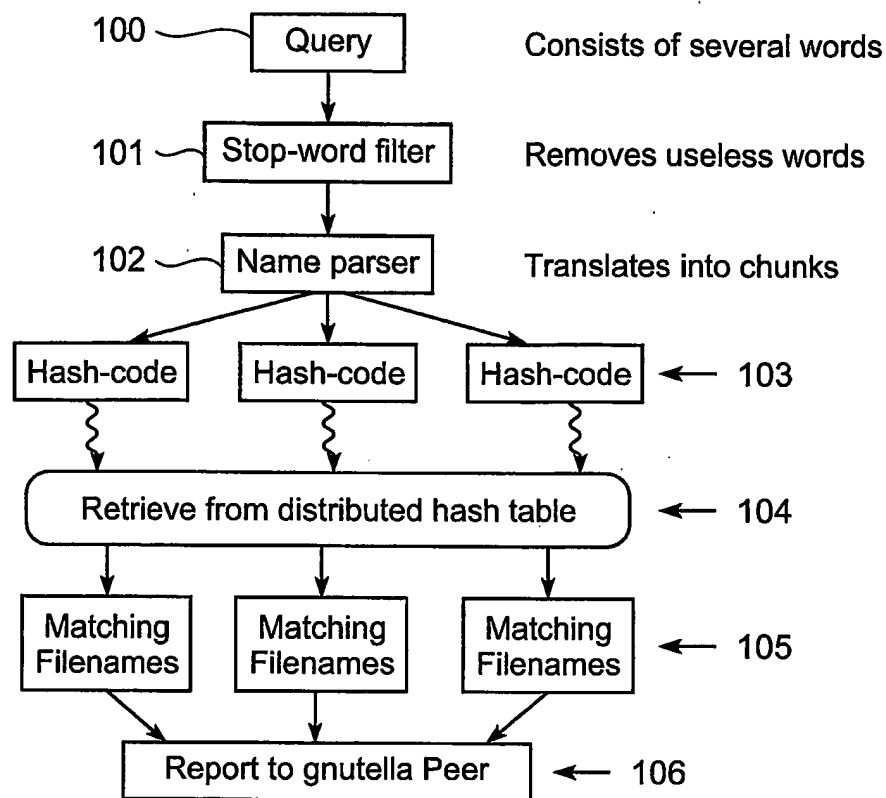 100 Query Consists of several words
101 Stop-word filter Removes useless words
102 Name parser Translates into chunks
Hash-code Hash-code Hash-code 103
Retrieve from distributed hash table 104
Matching Matching Matching
Filenames Filenames Filenames 105
Report to gnutella Peer 106